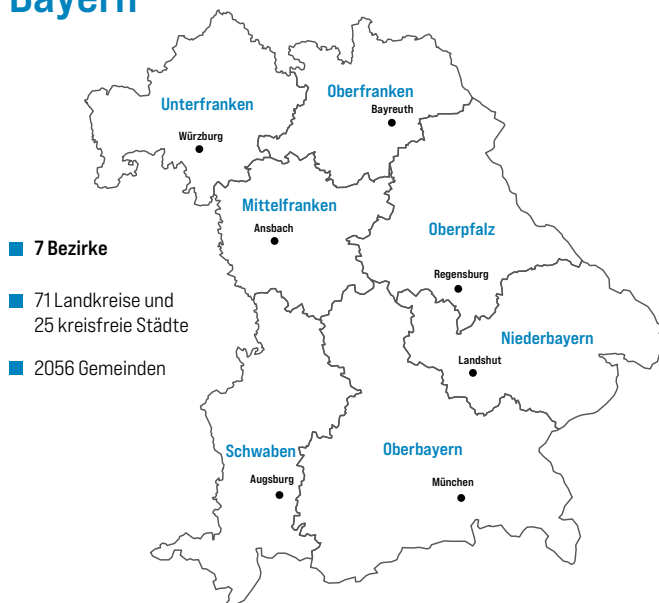 Bayern
Unterfranken
Würzburg
Oberfranken
Bayreuth
Mittelfranken
Ansbach
Oberpfalz
Regensburg
7 Bezirke
71 Landkreise und
25 kreisfreie Städte
2056 Gemeinden
Niederbayern
Landshut
Schwaben
Augsburg
Oberbayern
München